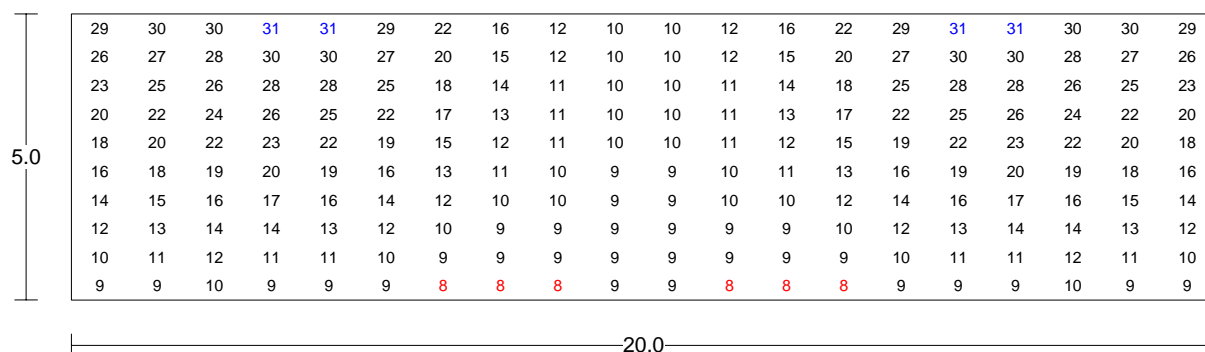 29 30 30 31 31 29 22 16 12 10 10 12 16 22 29 31 31 30 30 29
26 27 28 30 30 27 20 15 12 10 10 12 15 20 27 30 30 28 27 26
23 25 26 28 28 25 18 14 11 10 10 11 14 18 25 28 28 26 25 23
20 22 24 26 25 22 17 13 11 10 10 11 13 17 22 25 26 24 22 20
18 20 22 23 22 19 15 12 11 10 10 11 12 15 19 22 23 22 20 18
5.0
16 18 19 20 19 16 13 11 10 9 9 10 11 13 16 19 20 19 18 16
14 15 16 17 16 14 12 10 10 9 9 10 10 12 14 16 17 16 15 14
12 13 14 14 13 12 10 9 9 9 9 9 9 10 12 13 14 14 13 12
10 11 12 11 11 10 9 9 9 9 9 9 9 9 10 11 11 12 11 10
9 9 10 9 9 9 8 8 8 9 9 8 8 8 9 9 9 10 9 9
20.0